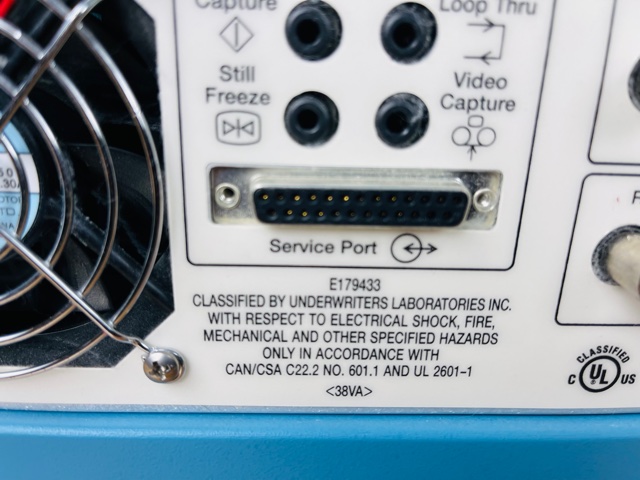 Capture
Loop Thru
Still
Freeze
Video
Capture
Service Port
E179433
CLASSIFIED BY UNDERWRITERS LABORATORIES INC.
WITH RESPECT TO ELECTRICAL SHOCK, FIRE,
MECHANICAL AND OTHER SPECIFIED HAZARDS
ONLY IN ACCORDANCE WITH
CAN/CSA C22.2 NO. 601.1 AND UL 2601-1
<38VA>
CLASSIFIED
C UL US